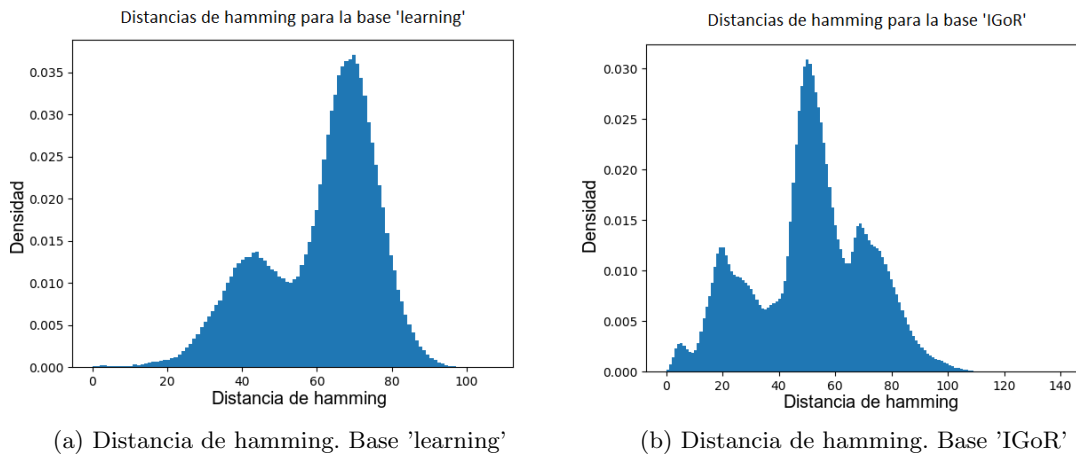 Distancias de hamming para la base 'learning'
0.035
0.030
0.025
0.020
0.015
0.010
0.005
0.000
Densidad
0 20 40 60 80 100
Distancia de hamming
(a) Distancia de hamming. Base ’learning’
Distancias de hamming para la base 'IGoR'
0.030
0.025
0.020
0.015
0.010
0.005
0.000
Densidad
0 20 40 60 80 100 120 140
Distancia de hamming
(b) Distancia de hamming. Base ’IGoR’